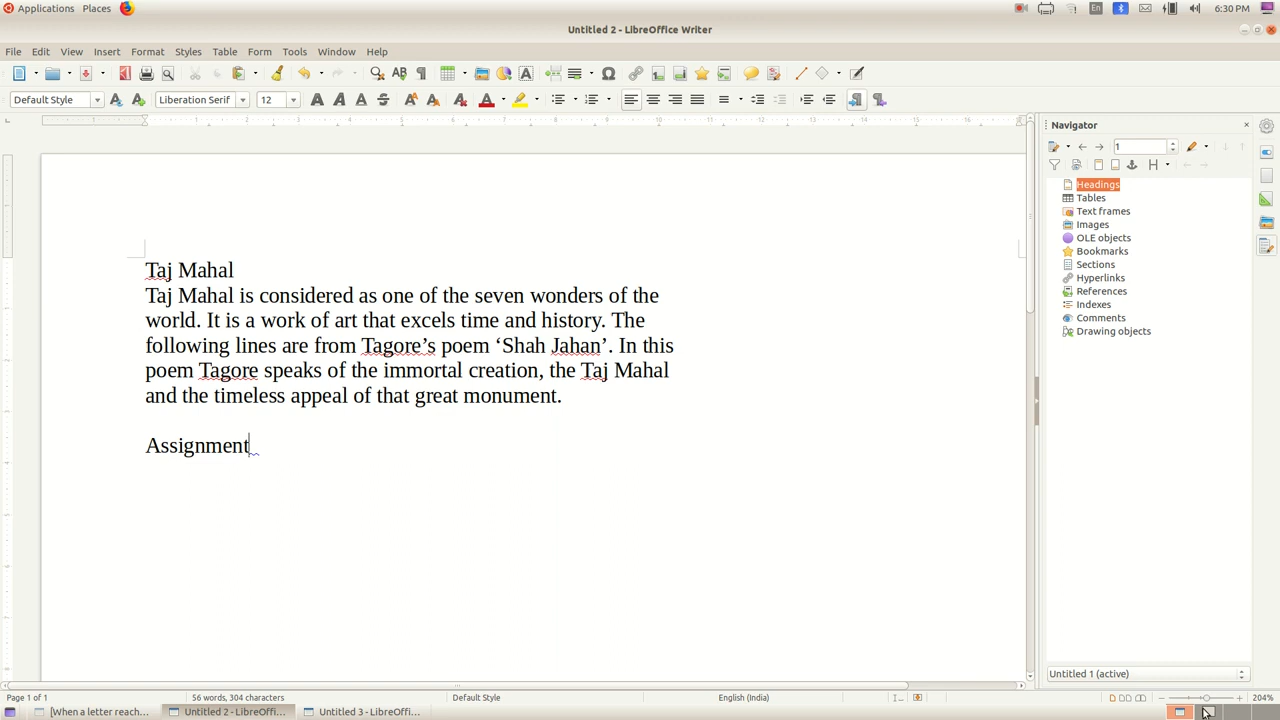 Applications Places En 6:30 PM
Untitled 2 - LibreOffice Writer
File Edit View Insert Format Styles Table Form Tools Window Help
Default Style Liberation Serif 12
Navigator
1
Headings
Tables
Text frames
Images
OLE objects
Bookmarks
Sections
Hyperlinks
References
Indexes
Comments
Drawing objects
Taj Mahal
Taj Mahal is considered as one of the seven wonders of the
world. It is a work of art that excels time and history. The
following lines are from Tagore’s poem ‘Shah Jahan’. In this
poem Tagore speaks of the immortal creation, the Taj Mahal
and the timeless appeal of that great monument.
Assignment
Untitled 1 (active)
Page 1 of 1 56 words, 304 characters Default Style English (India) 204%
[When a letter reach... Untitled 2 - LibreOffi... Untitled 3 - LibreOffi...